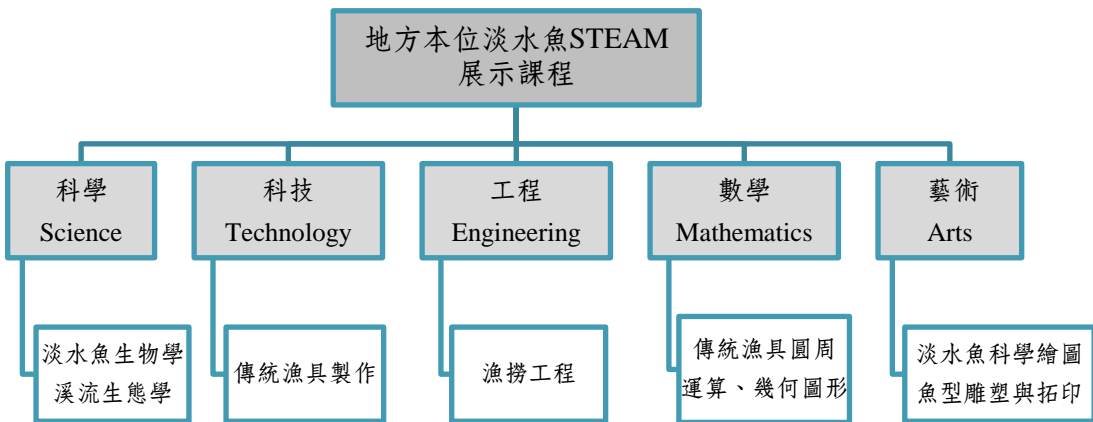 地方本位淡水魚STEAM
展示課程
科學
Science
科技
Technology
工程
Engineering
數學
Mathematics
藝術
Arts
淡水魚生物學
溪流生態學
傳統漁具製作
漁撈工程
傳統漁具圓周
運算、幾何圖形
淡水魚科學繪圖
魚型雕塑與拓印